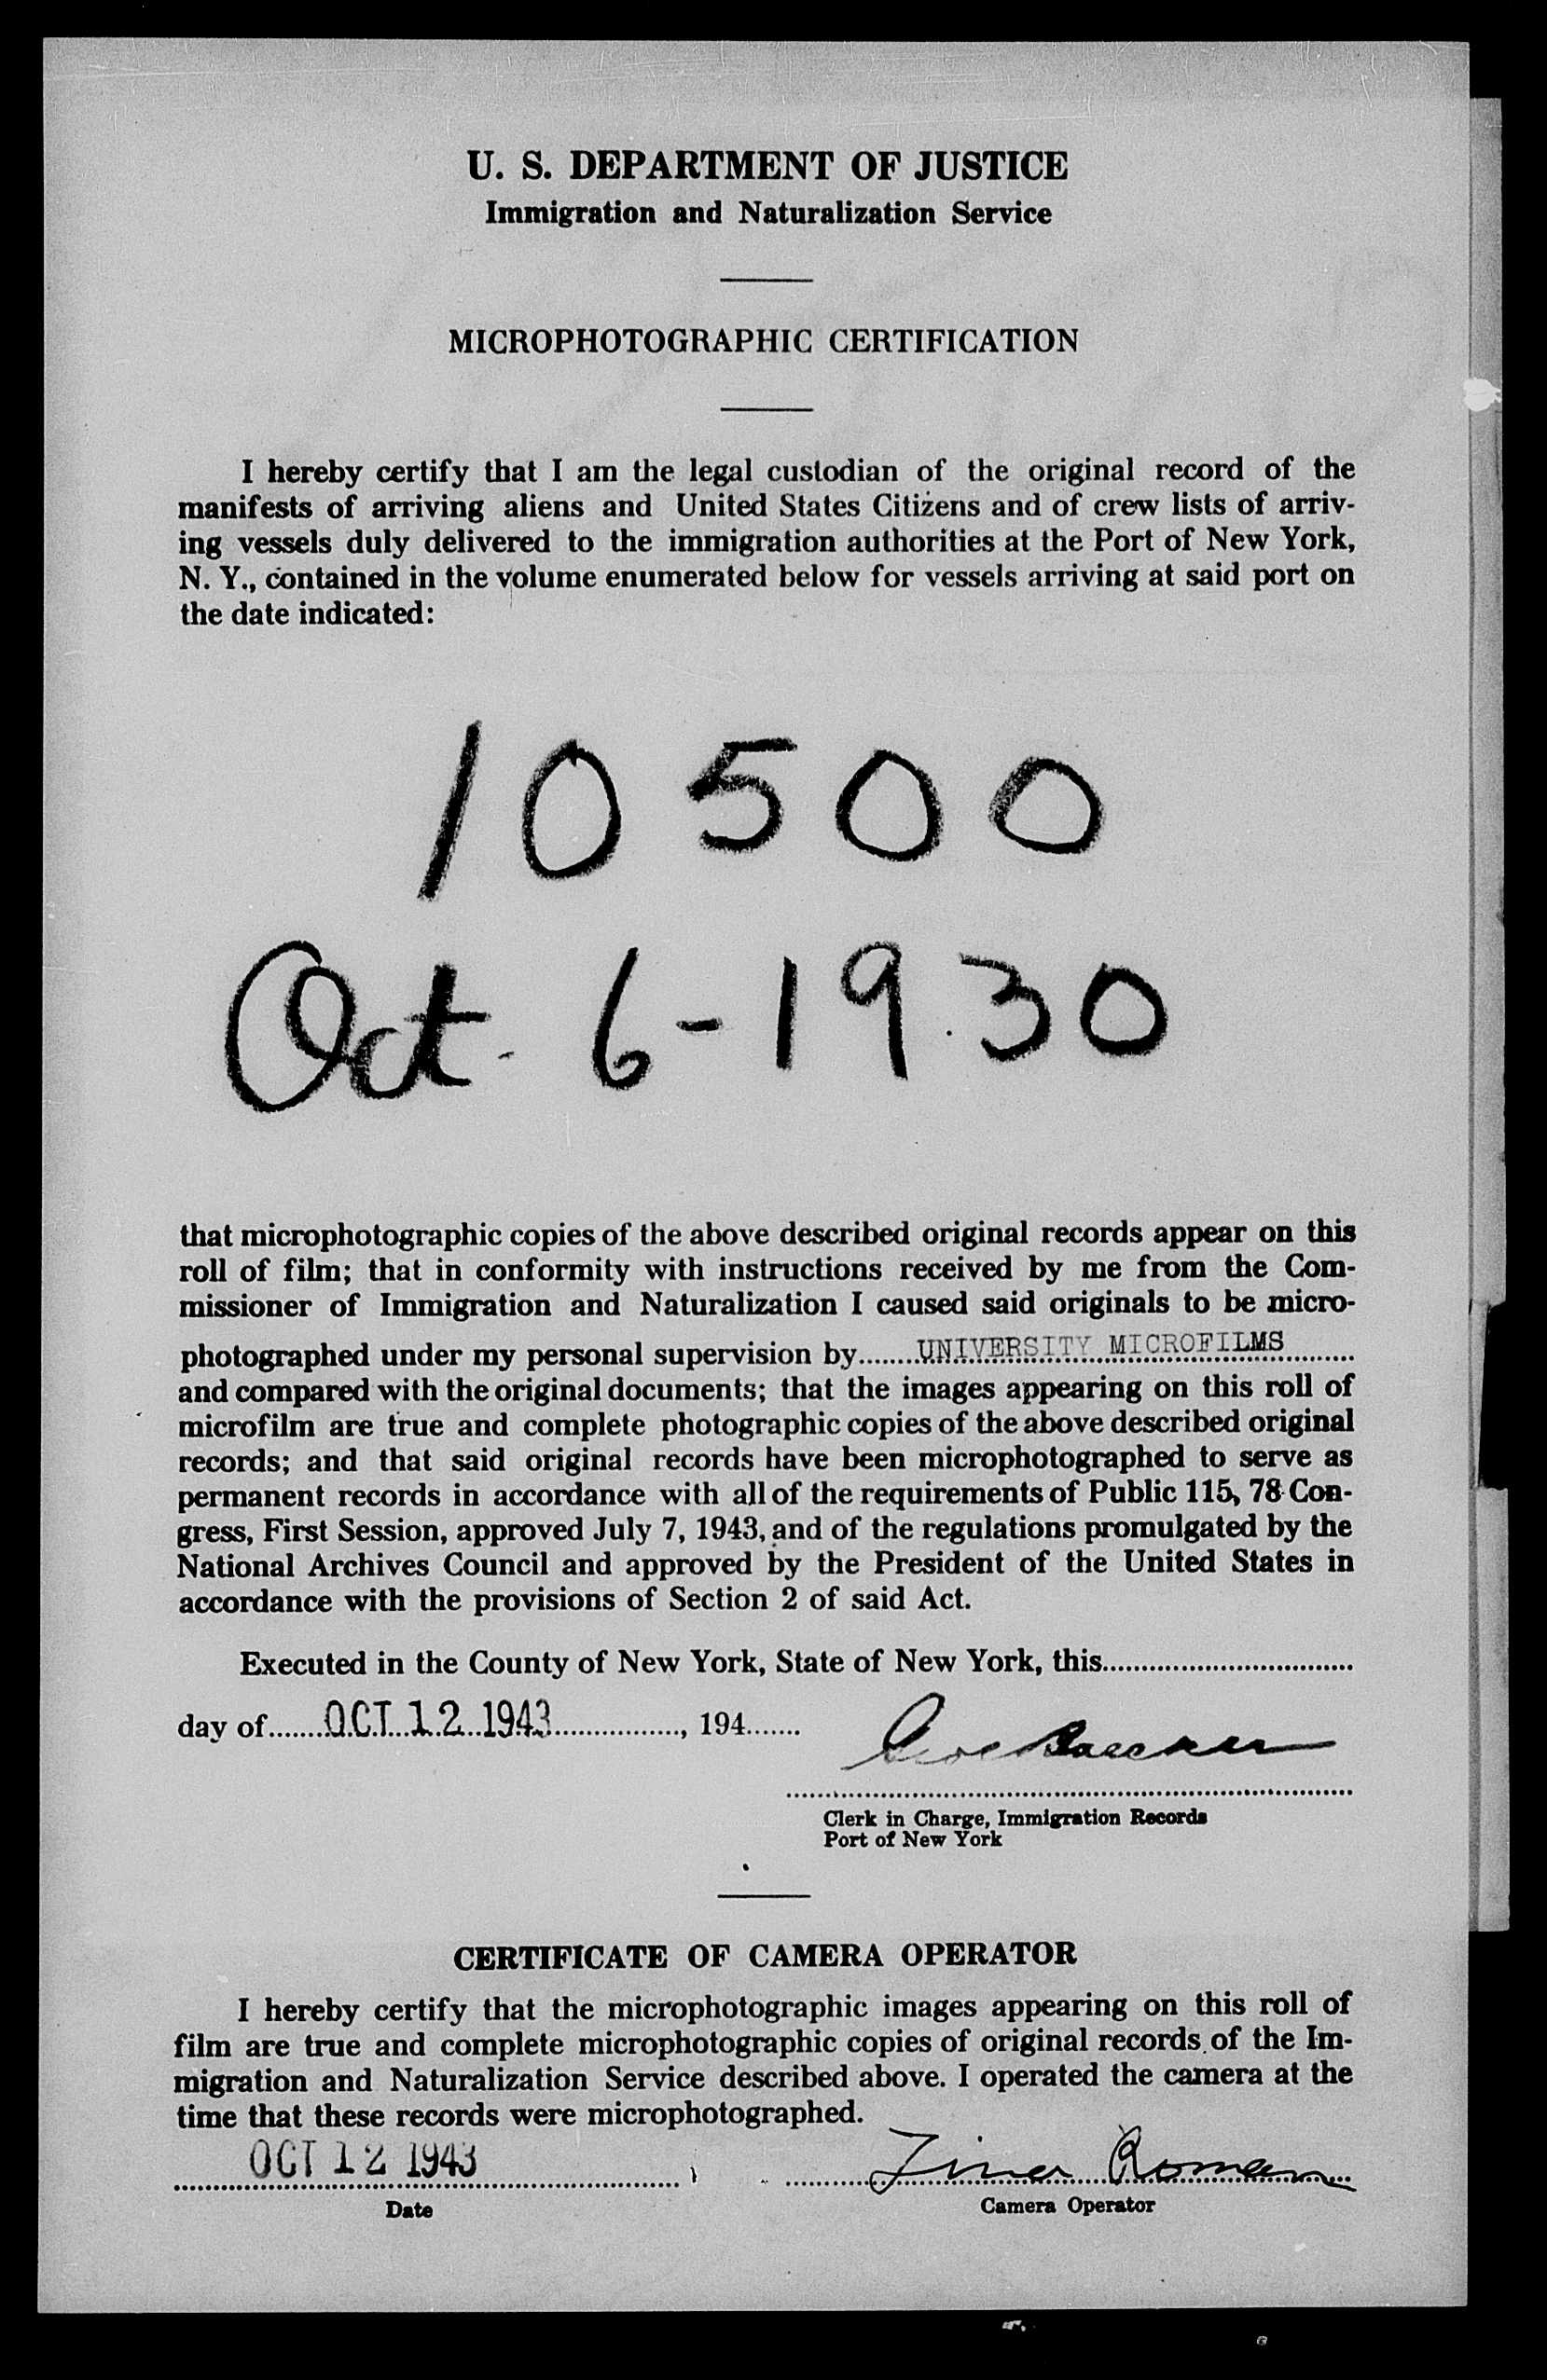 U. S. DEPARTMENT OF JUSTICE
Immigration and Naturalization Service
MICROPHOTOGRAPHIC CERTIFICATION
I hereby certify that I am the legal custodian of the original record of the
manifests of arriving aliens and United States Citizens and of crew lists of arriv-
ing vessels duly delivered to the immigration authorities at the Port of New York,
N. Y., contained in the volume enumerated below for vessels arriving at said port on
the date indicated:
10500
Oct. 6-1930
that microphotographic copies of the above described original records appear on this
roll of film; that in conformity with instructions received by me from the Com-
missioner of Immigration and Naturalization I caused said originals to be micro-
photographed under my personal supervision by UNIVERSITY MICROFILMS
and compared with the original documents; that the images appearing on this roll of
microfilm are true and complete photographic copies of the above described original
records; and that said original records have been microphotographed to serve as
permanent records in accordance with all of the requirements of Public 115, 78 Con-
gress, First Session, approved July 7, 1943, and of the regulations promulgated by the
National Archives Council and approved by the President of the United States in
accordance with the provisions of Section 2 of said Act.
Executed in the County of New York, State of New York, this
day of OCT 12 1943, 194
Clerk in Charge, Immigration Records
Port of New York
CERTIFICATE OF CAMERA OPERATOR
I hereby certify that the microphotographic images appearing on this roll of
film are true and complete microphotographic copies of original records of the Im-
migration and Naturalization Service described above. I operated the camera at the
time that these records were microphotographed.
OCT 12 1943 Roman
Date Camera Operator